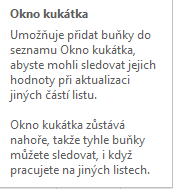 Okno kukátka
Umožňuje přidat buňky do
seznamu Okno kukátka,
abyste mohli sledovat jejich
hodnoty při aktualizaci
jiných částí listu.
Okno kukátka zůstává
nahoře, takže tyhle buňky
můžete sledovat, i když
pracujete na jiných listech.